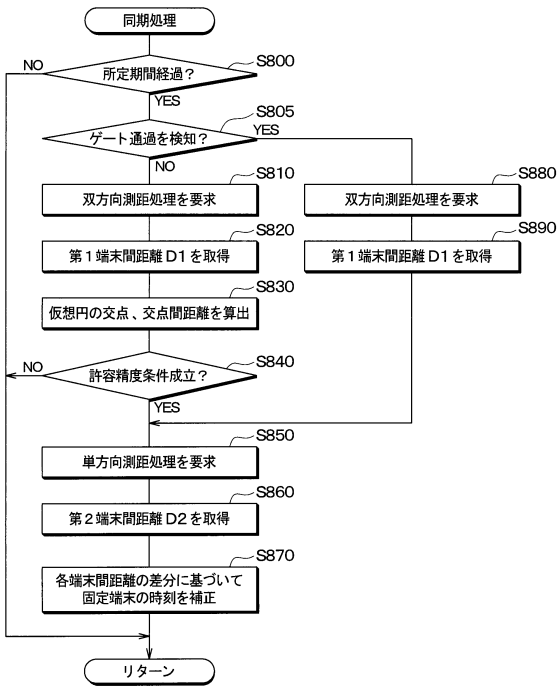 同期処理
S800
所定期間経過？
NO
YES
S805
ゲート通過を検知？
YES
NO
S810
双方向測距処理を要求
S880
双方向測距処理を要求
S820
第１端末間距離Ｄ１を取得
S890
第１端末間距離Ｄ１を取得
S830
仮想円の交点、交点間距離を算出
S840
許容精度条件成立？
NO
YES
S850
単方向測距処理を要求
S860
第２端末間距離Ｄ２を取得
S870
各端末間距離の差分に基づいて
固定端末の時刻を補正
リターン